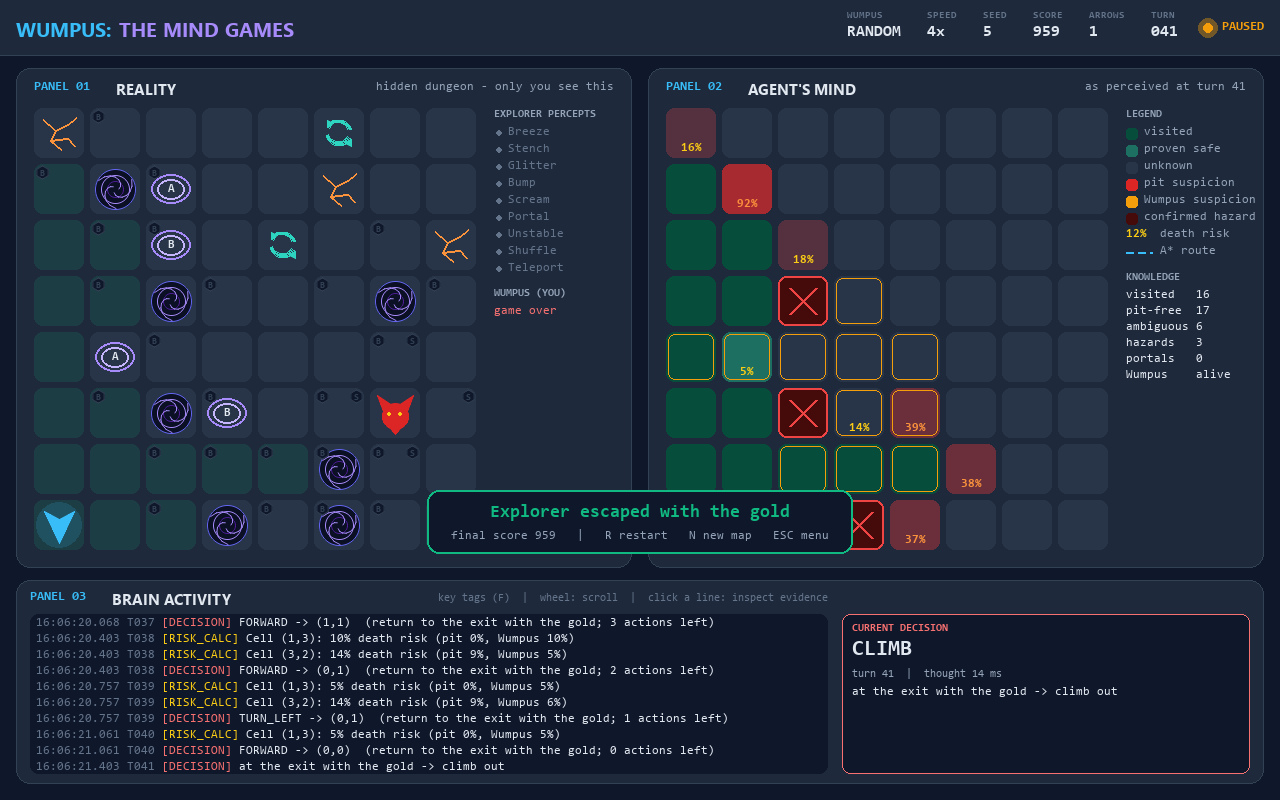 WUMPUS: THE MIND GAMES
WUMPUS SPEED SEED SCORE ARROWS TURN
RANDOM 4x 5 959 1 041 PAUSED
PANEL 01 REALITY hidden dungeon - only you see this
EXPLORER PERCEPTS
Breeze
Stench
Glitter
Bump
Scream
Portal
Unstable
Shuffle
Teleport
WUMPUS (YOU)
game over
B
B B A
B B B
B B B
A B B S
B B B S S
B B B B B S
B B B B
PANEL 02 AGENT'S MIND as perceived at turn 41
16%
92%
18%
5%
14% 39%
38%
37%
LEGEND
visited
proven safe
unknown
pit suspicion
Wumpus suspicion
confirmed hazard
12% death risk
A* route
KNOWLEDGE
visited 16
pit-free 17
ambiguous 6
hazards 3
portals 0
Wumpus alive
Explorer escaped with the gold
final score 959 | R restart N new map ESC menu
PANEL 03 BRAIN ACTIVITY key tags (F) | wheel: scroll | click a line: inspect evidence
16:06:20.068 T037 [DECISION] FORWARD -> (1,1) (return to the exit with the gold; 3 actions left)
16:06:20.403 T038 [RISK_CALC] Cell (1,3): 10% death risk (pit 0%, Wumpus 10%)
16:06:20.403 T038 [RISK_CALC] Cell (3,2): 14% death risk (pit 9%, Wumpus 5%)
16:06:20.403 T038 [DECISION] FORWARD -> (0,1) (return to the exit with the gold; 2 actions left)
16:06:20.757 T039 [RISK_CALC] Cell (1,3): 5% death risk (pit 0%, Wumpus 5%)
16:06:20.757 T039 [RISK_CALC] Cell (3,2): 14% death risk (pit 9%, Wumpus 6%)
16:06:20.757 T039 [DECISION] TURN_LEFT -> (0,1) (return to the exit with the gold; 1 actions left)
16:06:21.061 T040 [RISK_CALC] Cell (1,3): 5% death risk (pit 0%, Wumpus 5%)
16:06:21.061 T040 [DECISION] FORWARD -> (0,0) (return to the exit with the gold; 0 actions left)
16:06:21.403 T041 [DECISION] at the exit with the gold -> climb out
CURRENT DECISION
CLIMB
turn 41 | thought 14 ms
at the exit with the gold -> climb out